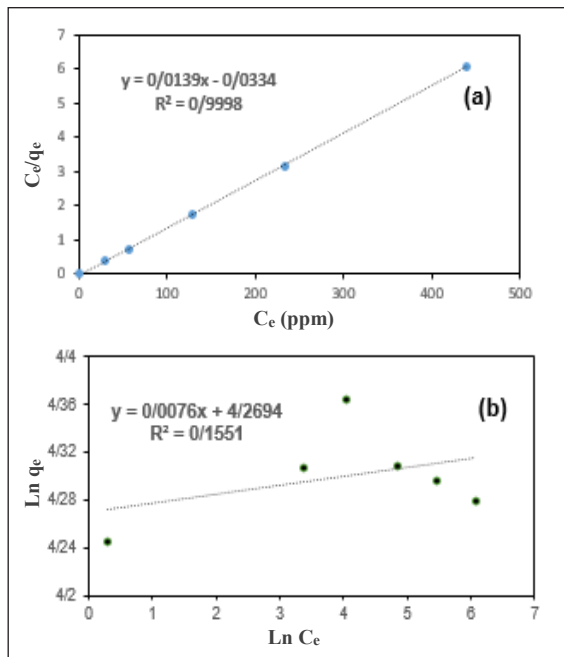 7
6
5
4
3
2
1
0
y = 0/0139x - 0/0334
R² = 0/9998
(a)
Cₑ/qₑ
0 100 200 300 400 500
Cₑ (ppm)
4/4
4/36
4/32
4/28
4/24
4/2
y = 0/0076x + 4/2694
R² = 0/1551
(b)
Ln qₑ
0 1 2 3 4 5 6 7
Ln Cₑ